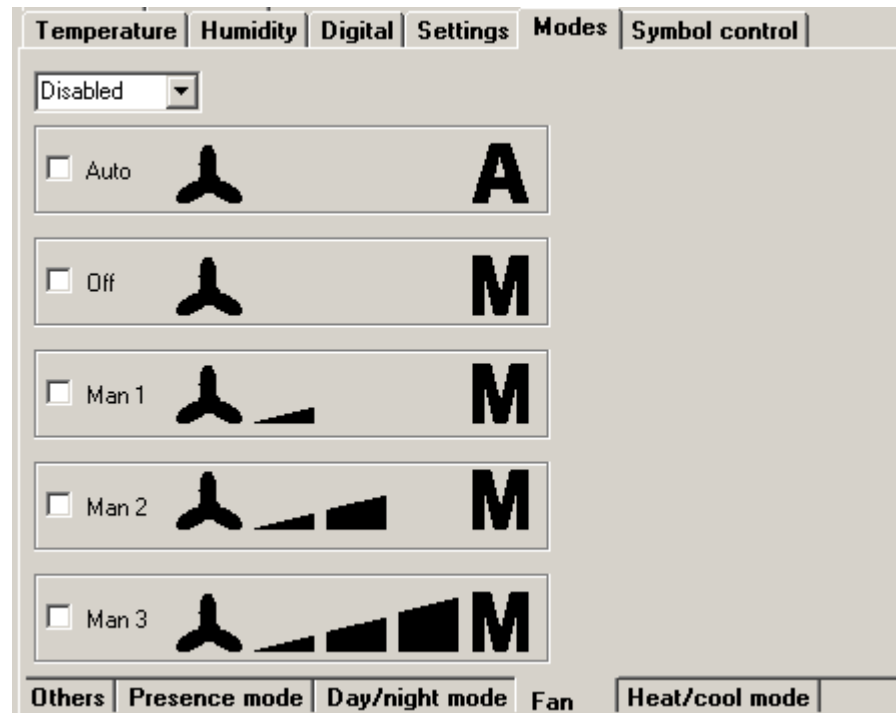 Temperature Humidity Digital Settings Modes Symbol control
Disabled
Auto A
Off M
Man 1 M
Man 2 M
Man 3 M
Others Presence mode Day/night mode Fan Heat/cool mode